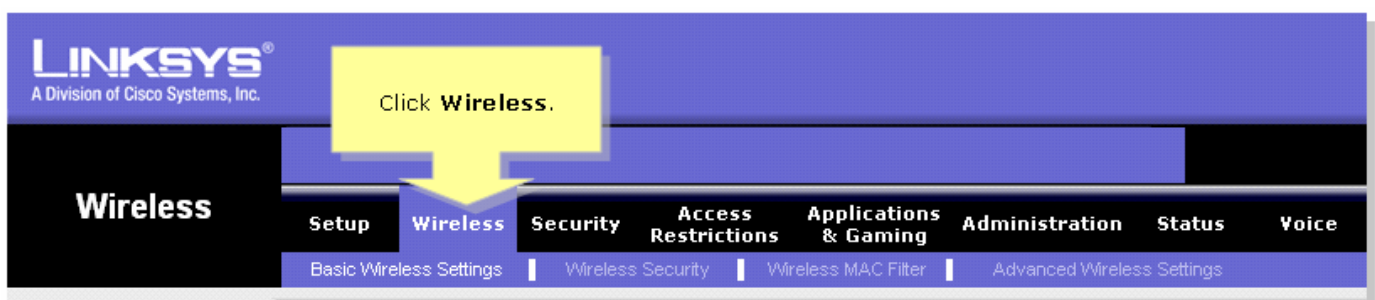 LINKSYS®
A Division of Cisco Systems, Inc.
Click Wireless.
Wireless
Setup Wireless Security Access Restrictions Applications & Gaming Administration Status Voice
Basic Wireless Settings Wireless Security Wireless MAC Filter Advanced Wireless Settings